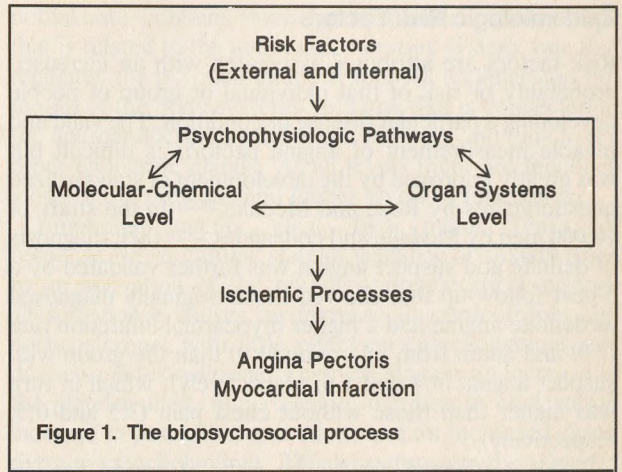 Risk Factors
(External and Internal)
Psychophysiologic Pathways
Molecular-Chemical Organ Systems
Level Level
Ischemic Processes
Angina Pectoris
Myocardial Infarction
Figure 1. The biopsychosocial process